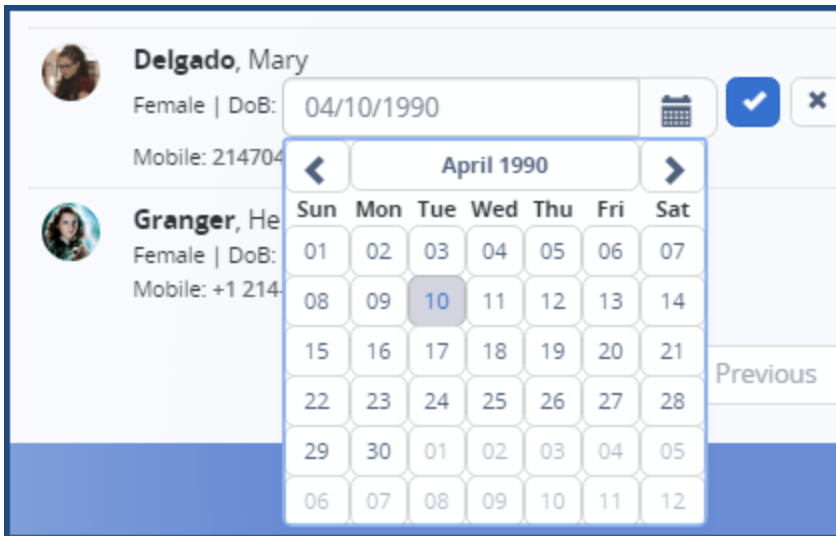 Delgado, Mary
Female | DoB: 04/10/1990
Mobile: 214704
April 1990
Sun Mon Tue Wed Thu Fri Sat
01 02 03 04 05 06 07
08 09 10 11 12 13 14
15 16 17 18 19 20 21
22 23 24 25 26 27 28
29 30 01 02 03 04 05
06 07 08 09 10 11 12
Granger, He
Female | DoB:
Mobile: +1 214-
Previous